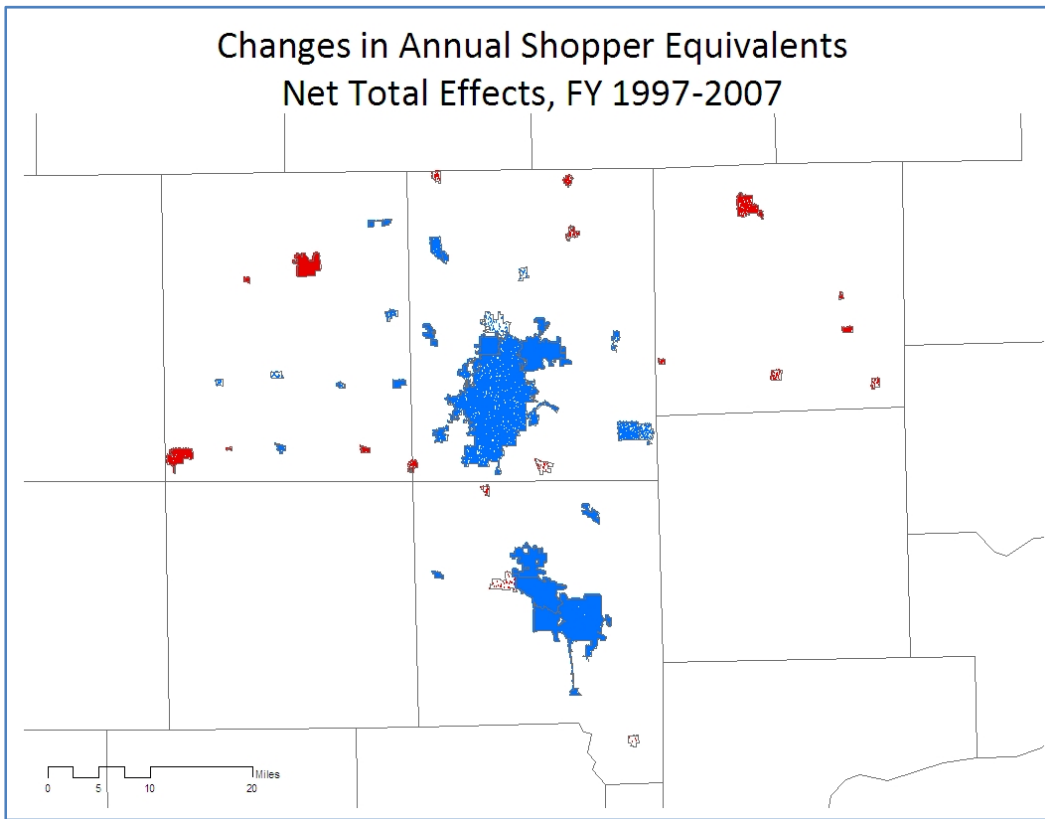 Changes in Annual Shopper Equivalents
Net Total Effects, FY 1997-2007
Miles
0 5 10 20